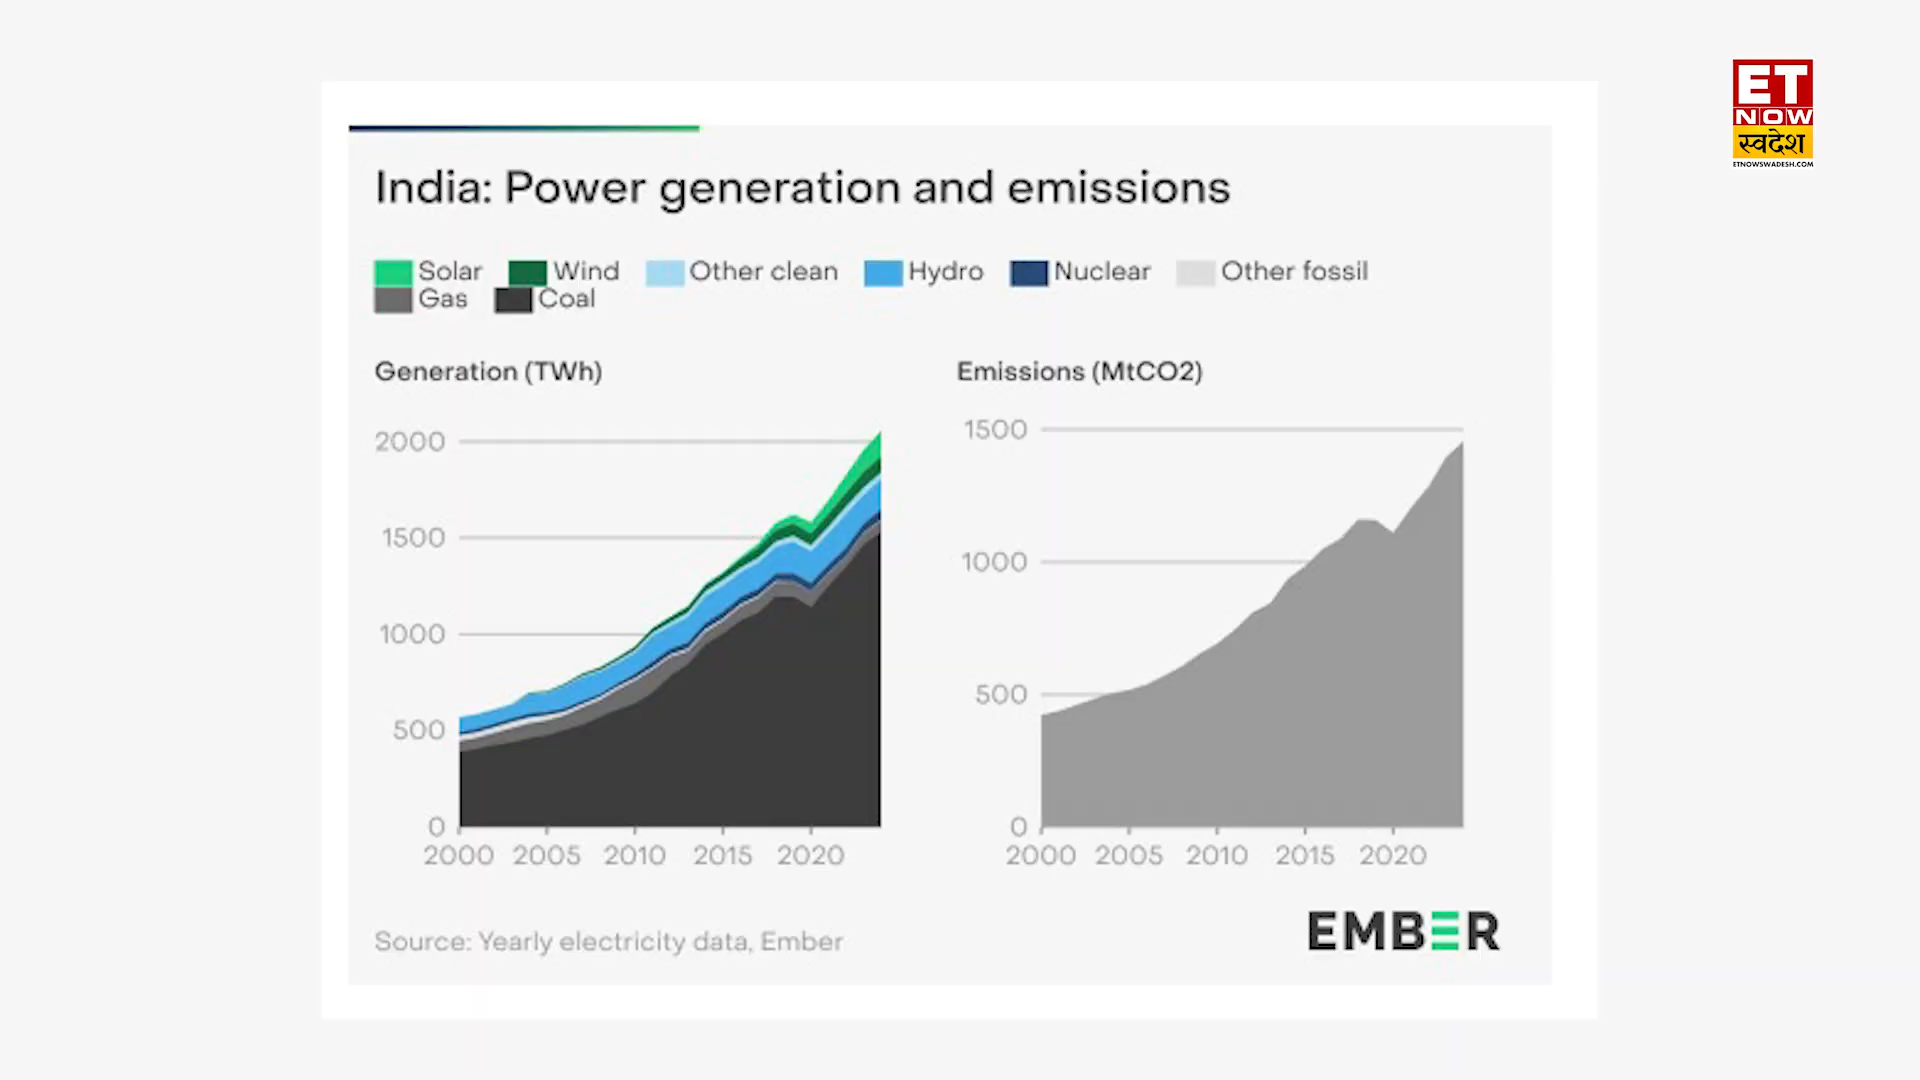 ET
NOW
स्वदेश
ETNOWSWADESH.COM
India: Power generation and emissions
Solar Wind Other clean Hydro Nuclear Other fossil
Gas Coal
Generation (TWh)
2000
1500
1000
500
0
2000 2005 2010 2015 2020
Emissions (MtCO2)
1500
1000
500
0
2000 2005 2010 2015 2020
Source: Yearly electricity data, Ember
EMBER